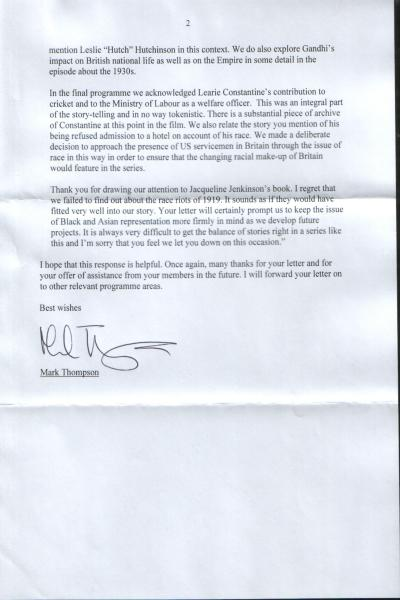 2
mention Leslie "Hutch" Hutchinson in this context. We do also explore Gandhi's
impact on British national life as well as on the Empire in some detail in the
episode about the 1930s.
In the final programme we acknowledged Learie Constantine's contribution to
cricket and to the Ministry of Labour as a welfare officer. This was an integral part
of the story-telling and in no way tokenistic. There is a substantial piece of archive
of Constantine at this point in the film. We also relate the story you mention of his
being refused admission to a hotel on account of his race. We made a deliberate
decision to approach the presence of US servicemen in Britain through the issue of
race in this way in order to ensure that the changing racial make-up of Britain
would feature in the series.
Thank you for drawing our attention to Jacqueline Jenkinson's book. I regret that
we failed to find out about the race riots of 1919. It sounds as if they would have
fitted very well into our story. Your letter will certainly prompt us to keep the issue
of Black and Asian representation more firmly in mind as we develop future
projects. It is always very difficult to get the balance of stories right in a series like
this and I'm sorry that you feel we let you down on this occasion."
I hope that this response is helpful. Once again, many thanks for your letter and for
your offer of assistance from your members in the future. I will forward your letter on
to other relevant programme areas.
Best wishes
Mark Thompson